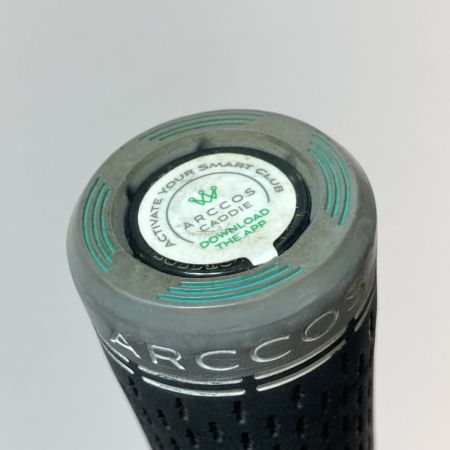 ACTIVATE YOUR SMART CLUB
ARCCOS
CADDIE
DOWNLOAD
THE APP
ARCCOS